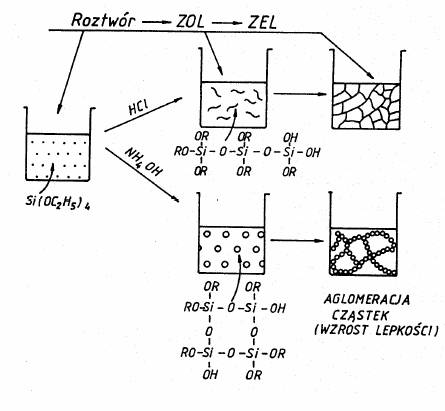 Roztwór → ZOL → ZEL
HCl
NH4OH
Si(OC2H5)4
OR OR OH
RO-Si-O-Si-O-Si-OH
OR OR OR
OR OR
RO-Si-O-Si-OH
O O
RO-Si-O-Si-OR
OH OR
AGLOMERACJA
CZĄSTEK
(WZROST LEPKOŚCI)